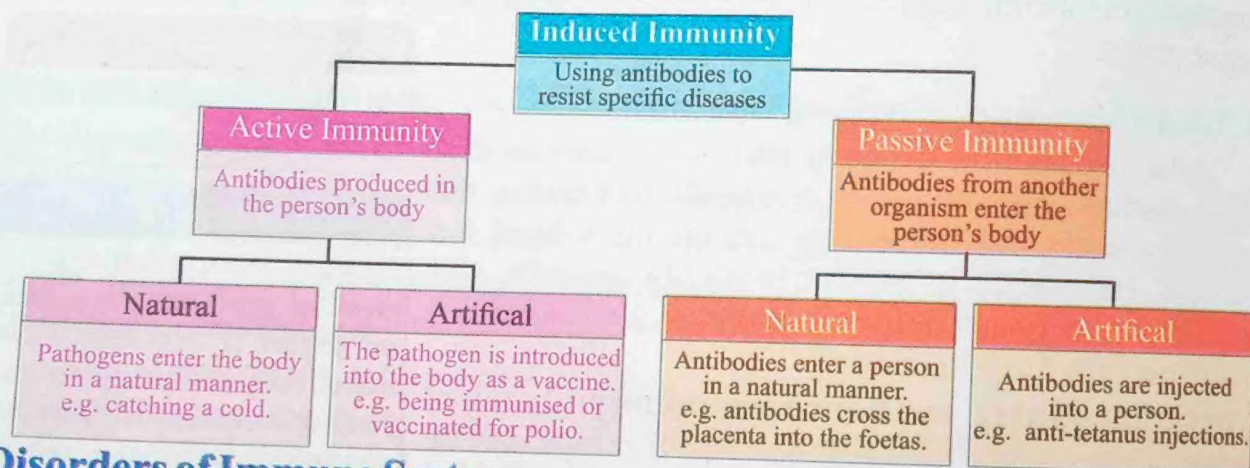 Induced Immunity
Using antibodies to
resist specific diseases
Active Immunity
Antibodies produced in
the person's body
Passive Immunity
Antibodies from another
organism enter the
person's body
Natural
Pathogens enter the body
in a natural manner.
e.g. catching a cold.
Artifical
The pathogen is introduced
into the body as a vaccine.
e.g. being immunised or
vaccinated for polio.
Natural
Antibodies enter a person
in a natural manner.
e.g. antibodies cross the
placenta into the foetas.
Artifical
Antibodies are injected
into a person.
e.g. anti-tetanus injections.
Disorders of Immune